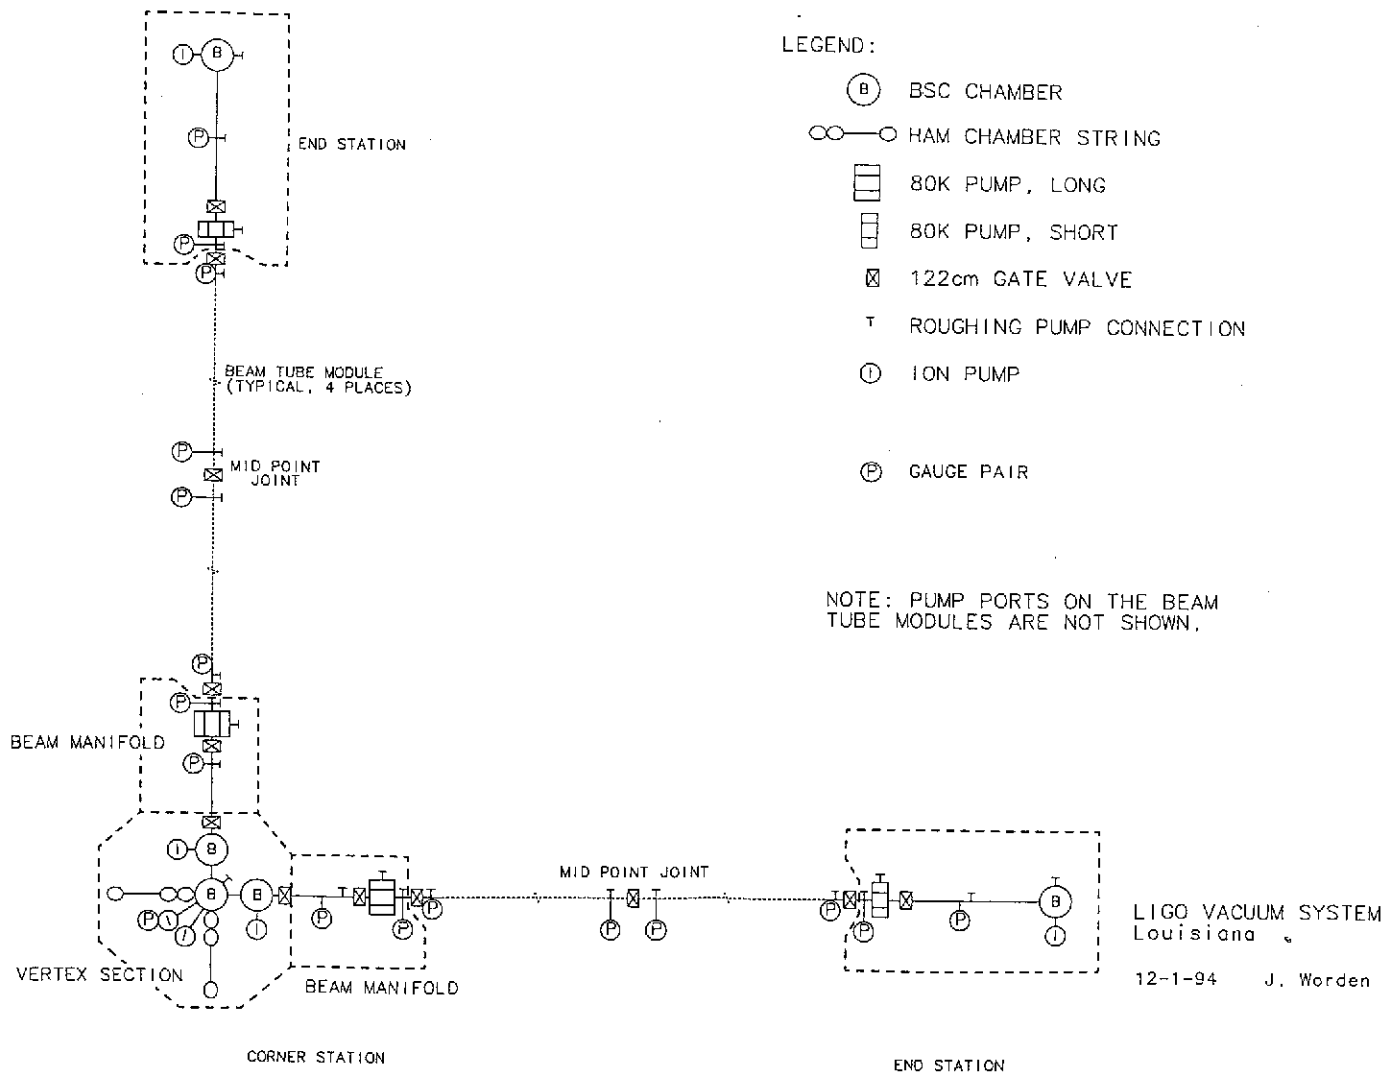 LEGEND:
B BSC CHAMBER
HAM CHAMBER STRING
80K PUMP, LONG
80K PUMP, SHORT
122cm GATE VALVE
T ROUGHING PUMP CONNECTION
I ION PUMP
P GAUGE PAIR
NOTE: PUMP PORTS ON THE BEAM
TUBE MODULES ARE NOT SHOWN.
I B
P
END STATION
P
P
BEAM TUBE MODULE
(TYPICAL, 4 PLACES)
P
MID POINT
JOINT
P
P
P
BEAM MANIFOLD
P
I B
B B
P I
I
I
VERTEX SECTION
P
P
P
BEAM MANIFOLD
MID POINT JOINT
P P
P
P
P
B
I
LIGO VACUUM SYSTEM
Louisiana
12-1-94 J. Worden
CORNER STATION
END STATION